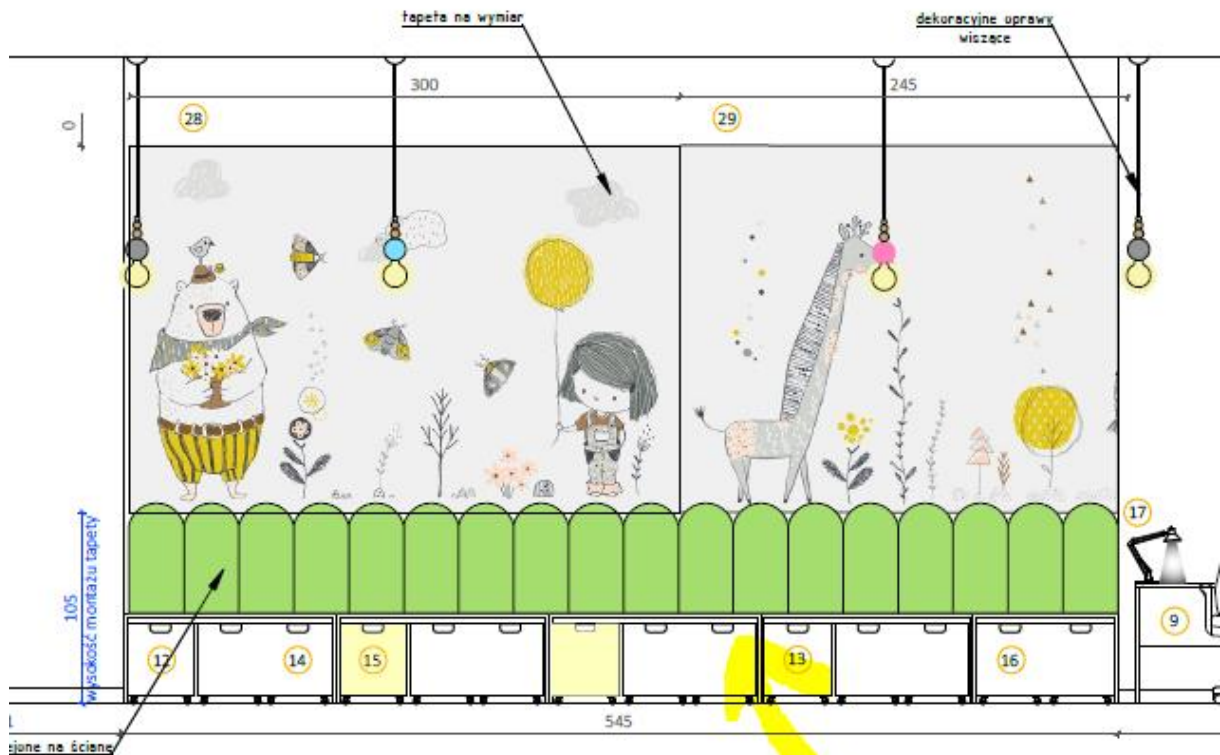 tapeta na wymiar
dekoracyjne oprawy
wiszące
300
245
28
29
0
17
105
wysokość montażu tapety
9
12
14
15
13
16
545
ejone na ścianę